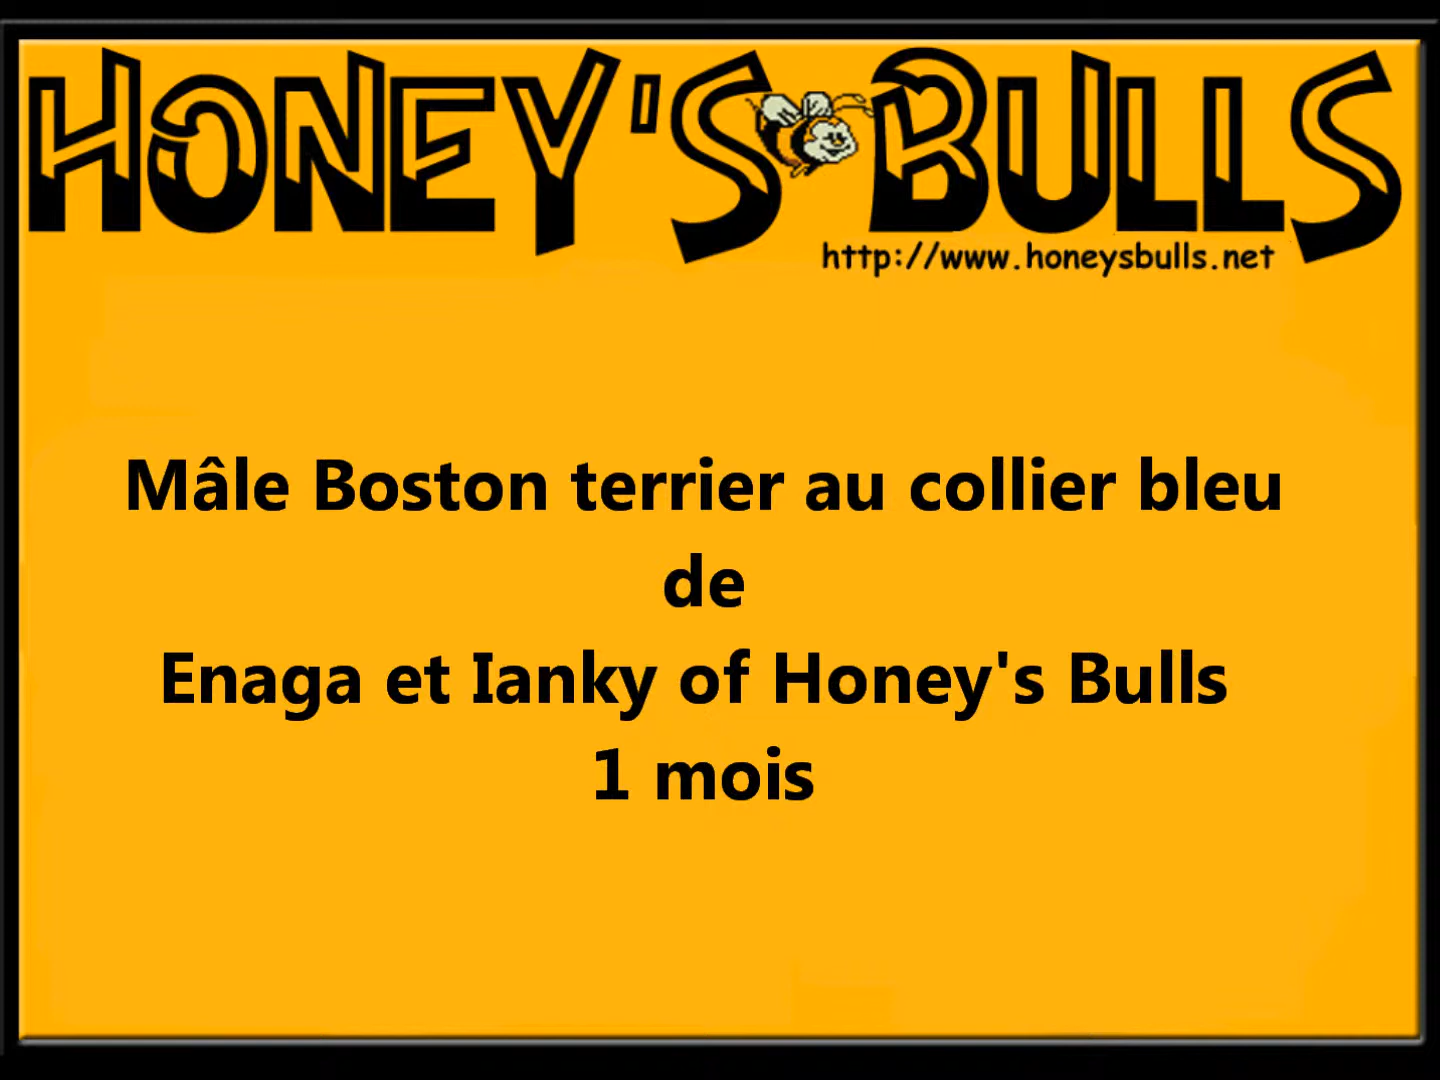 HONEY'S BULLS
http://www.honeysbulls.net
Mâle Boston terrier au collier bleu
de
Enaga et Ianky of Honey's Bulls
1 mois